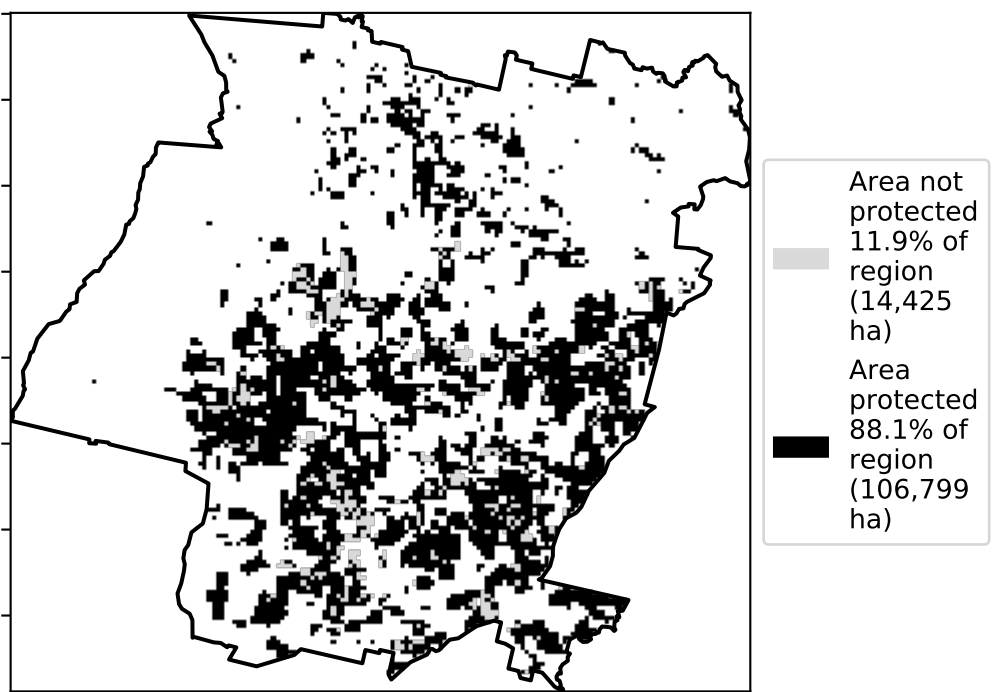 Area not
protected
11.9% of
region
(14,425
ha)
Area
protected
88.1% of
region
(106,799
ha)